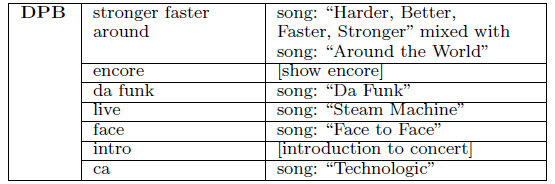 DPB stronger faster song: “Harder, Better,
around Faster, Stronger” mixed with
song: “Around the World”
encore [show encore]
da funk song: “Da Funk”
live song: “Steam Machine”
face song: “Face to Face”
intro [introduction to concert]
ca song: “Technologic”